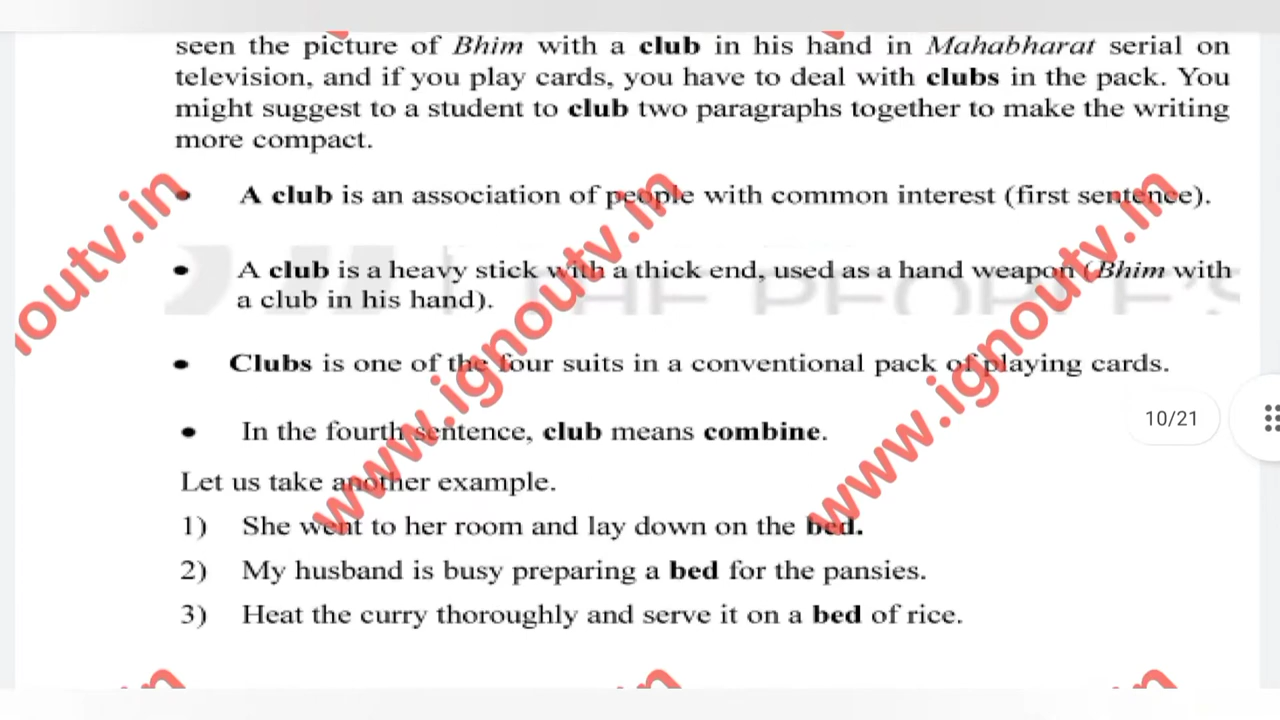 seen the picture of Bhim with a club in his hand in Mahabharat serial on
television, and if you play cards, you have to deal with clubs in the pack. You
might suggest to a student to club two paragraphs together to make the writing
more compact.
• A club is an association of people with common interest (first sentence).
• A club is a heavy stick with a thick end, used as a hand weapon (Bhim with
a club in his hand).
• Clubs is one of the four suits in a conventional pack of playing cards.
10/21
• In the fourth sentence, club means combine.
Let us take another example.
1) She went to her room and lay down on the bed.
2) My husband is busy preparing a bed for the pansies.
3) Heat the curry thoroughly and serve it on a bed of rice.
outv.in
www.ignoutv.in
www.ignoutv.in
THE PEOPLE'S